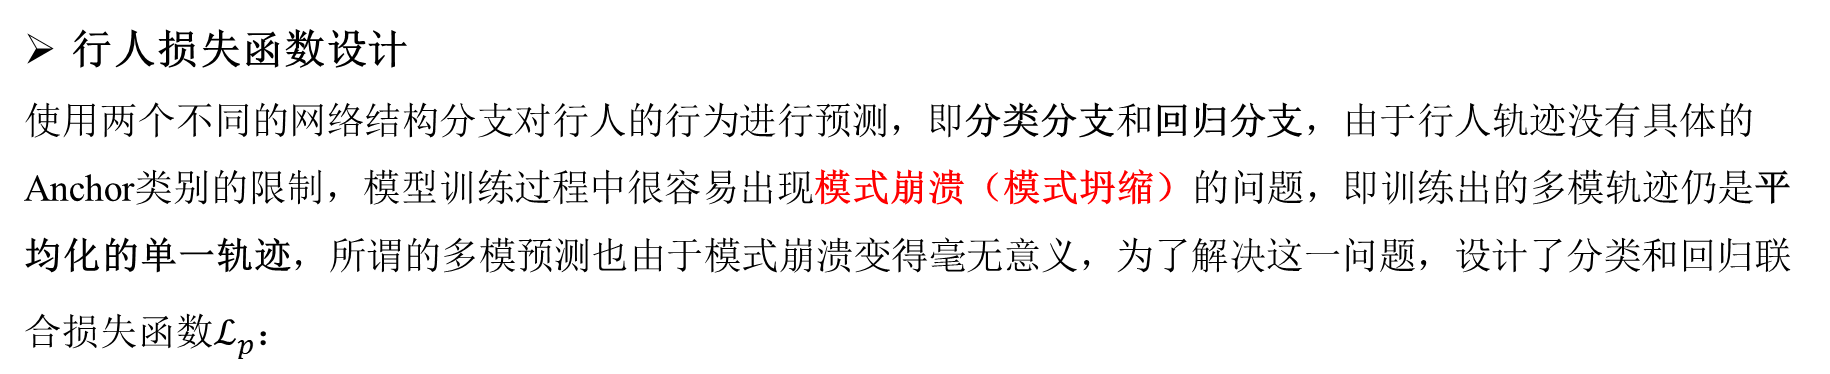 ➢ 行人损失函数设计
使用两个不同的网络结构分支对行人的行为进行预测，即分类分支和回归分支，由于行人轨迹没有具体的
Anchor类别的限制，模型训练过程中很容易出现模式崩溃（模式坍缩）的问题，即训练出的多模轨迹仍是平
均化的单一轨迹，所谓的多模预测也由于模式崩溃变得毫无意义，为了解决这一问题，设计了分类和回归联
合损失函数ℒₚ：